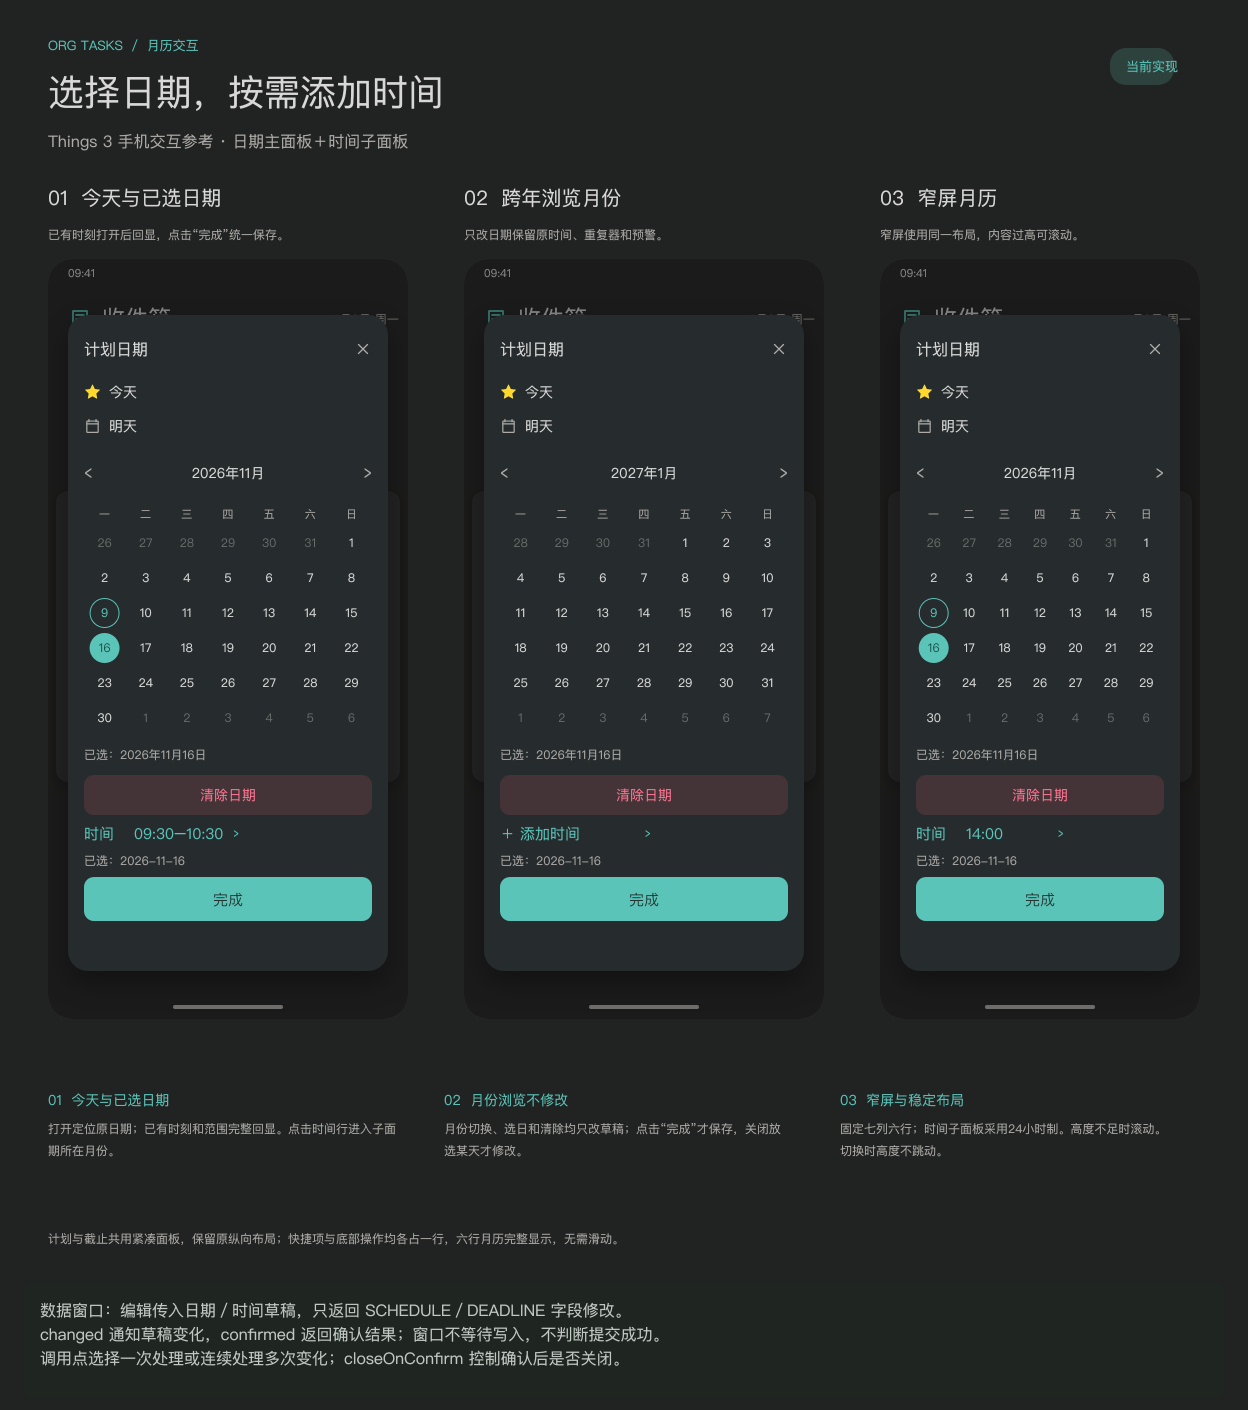 ORG TASKS / 月历交互
当前实现
选择日期，按需添加时间
Things 3 手机交互参考 · 日期主面板＋时间子面板
01 今天与已选日期
已有时刻打开后回显，点击“完成”统一保存。
09:41
收件箱
周一
计划日期
今天
明天
2026年11月
一 二 三 四 五 六 日
26 27 28 29 30 31 1
2 3 4 5 6 7 8
9 10 11 12 13 14 15
16 17 18 19 20 21 22
23 24 25 26 27 28 29
30 1 2 3 4 5 6
已选：2026年11月16日
清除日期
时间 09:30—10:30 >
已选：2026-11-16
完成
02 跨年浏览月份
只改日期保留原时间、重复器和预警。
09:41
收件箱
周一
计划日期
今天
明天
2027年1月
一 二 三 四 五 六 日
28 29 30 31 1 2 3
4 5 6 7 8 9 10
11 12 13 14 15 16 17
18 19 20 21 22 23 24
25 26 27 28 29 30 31
1 2 3 4 5 6 7
已选：2026年11月16日
清除日期
＋ 添加时间 >
已选：2026-11-16
完成
03 窄屏月历
窄屏使用同一布局，内容过高可滚动。
09:41
收件箱
周一
计划日期
今天
明天
2026年11月
一 二 三 四 五 六 日
26 27 28 29 30 31 1
2 3 4 5 6 7 8
9 10 11 12 13 14 15
16 17 18 19 20 21 22
23 24 25 26 27 28 29
30 1 2 3 4 5 6
已选：2026年11月16日
清除日期
时间 14:00 >
已选：2026-11-16
完成
01 今天与已选日期
打开定位原日期；已有时刻和范围完整回显。点击时间行进入子面
期所在月份。
02 月份浏览不修改
月份切换、选日和清除均只改草稿；点击“完成”才保存，关闭放
选某天才修改。
03 窄屏与稳定布局
固定七列六行；时间子面板采用24小时制。高度不足时滚动。
切换时高度不跳动。
计划与截止共用紧凑面板，保留原纵向布局；快捷项与底部操作均各占一行，六行月历完整显示，无需滑动。
数据窗口：编辑传入日期 / 时间草稿，只返回 SCHEDULE / DEADLINE 字段修改。
changed 通知草稿变化，confirmed 返回确认结果；窗口不等待写入，不判断提交成功。
调用点选择一次处理或连续处理多次变化；closeOnConfirm 控制确认后是否关闭。